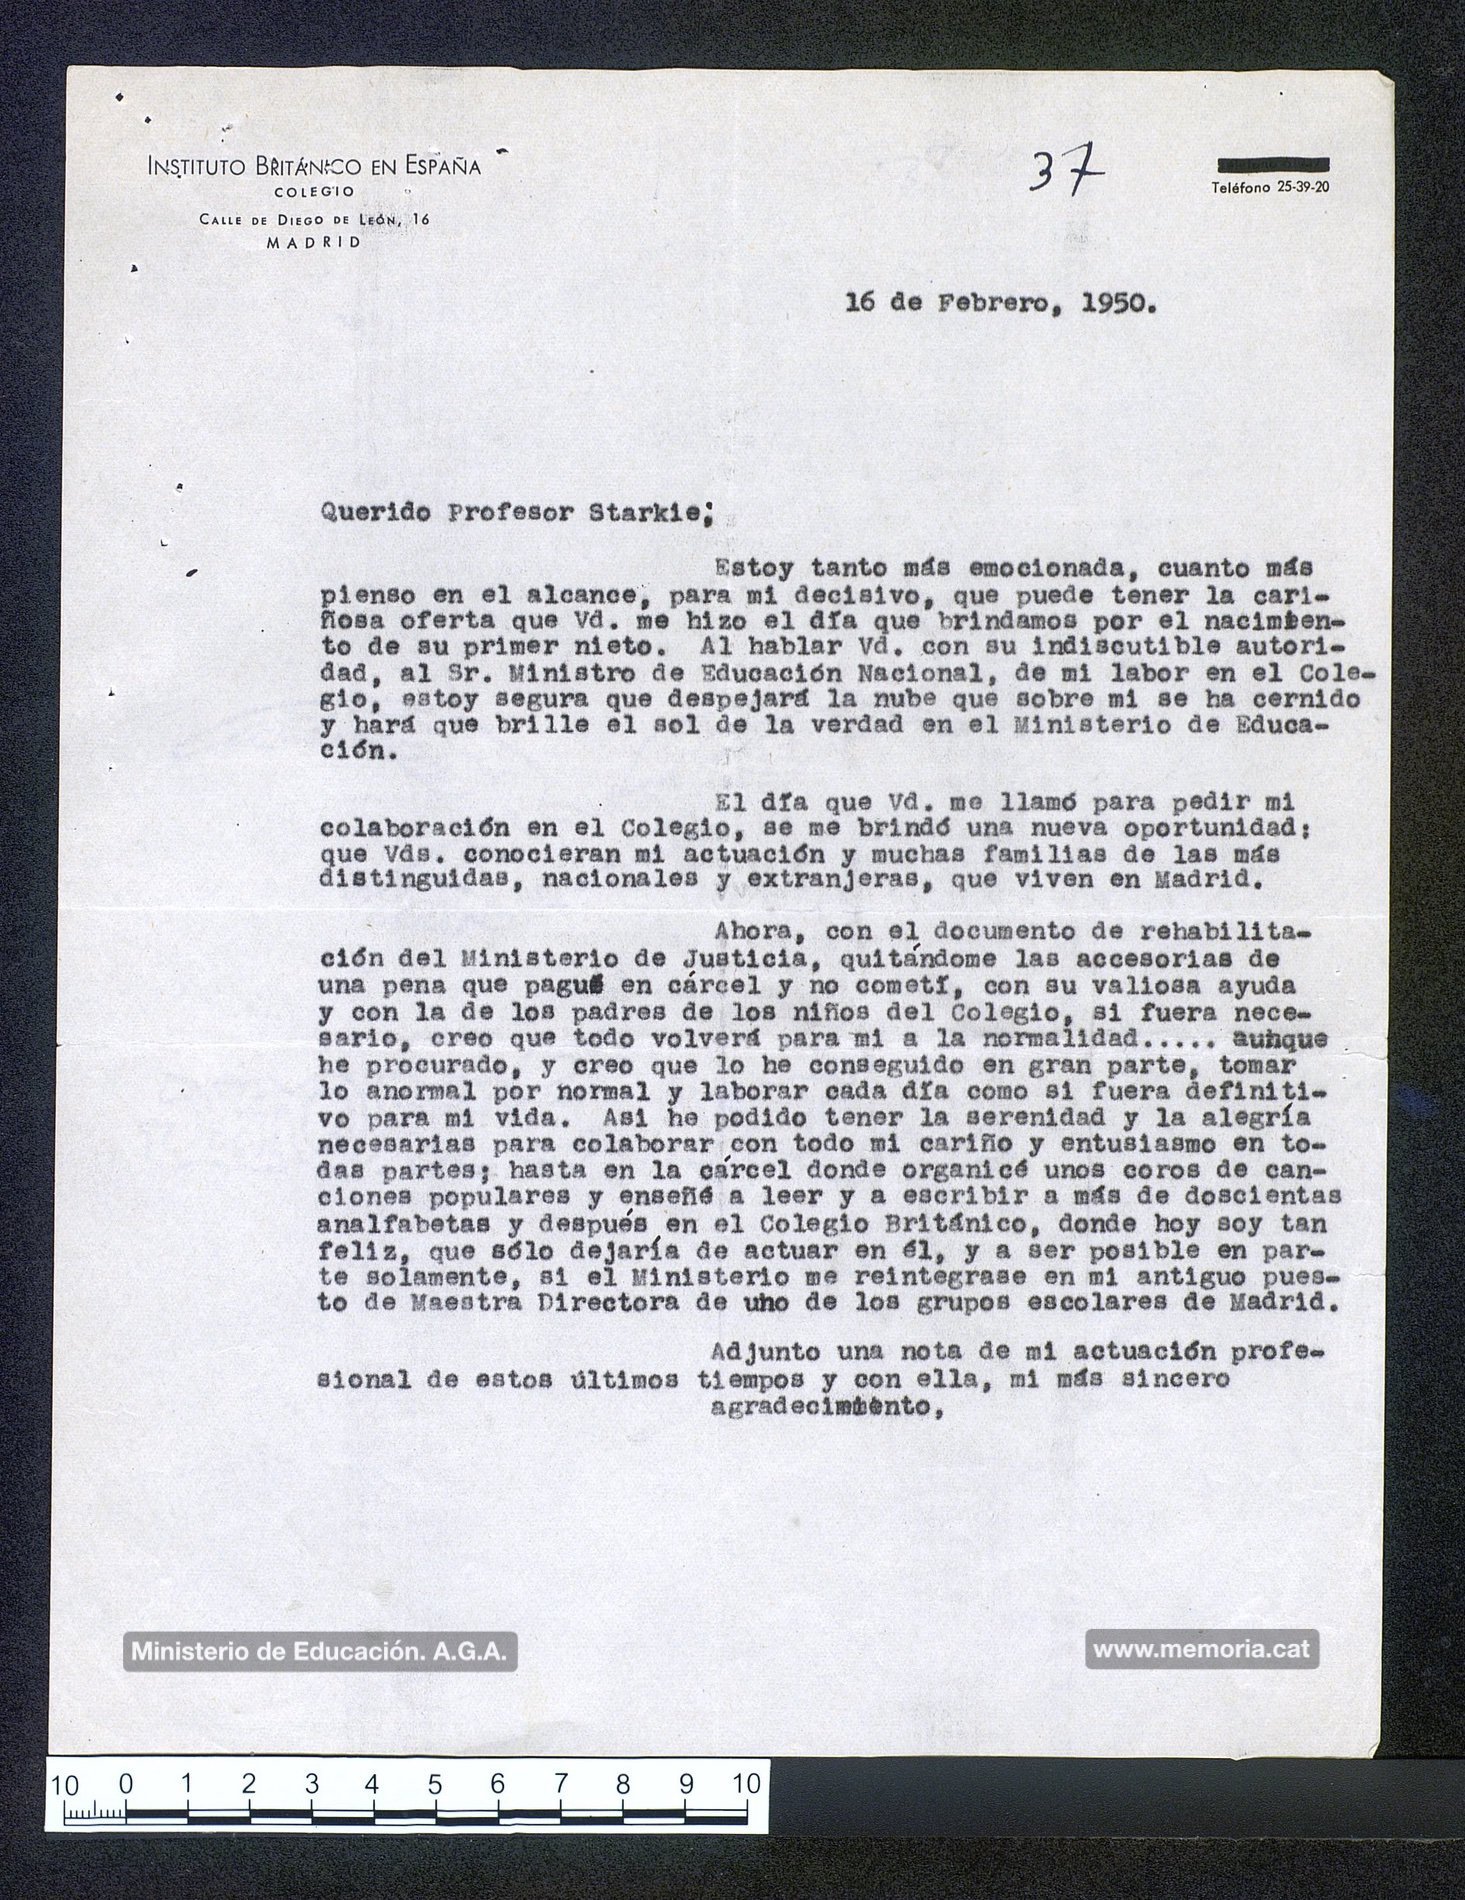 INSTITUTO BRITÁNICO EN ESPAÑA
COLEGIO
CALLE DE DIEGO DE LEÓN, 16
MADRID
37
Teléfono 25-39-20
16 de Febrero, 1950.
Querido Profesor Starkie;
Estoy tanto más emocionada, cuanto más
pienso en el alcance, para mi decisivo, que puede tener la cari-
ñosa oferta que Vd. me hizo el día que brindamos por el nacimien-
to de su primer nieto. Al hablar Vd. con su indiscutible autori-
dad, al Sr. Ministro de Educación Nacional, de mi labor en el Cole-
gio, estoy segura que despejará la nube que sobre mi se ha cernido
y hará que brille el sol de la verdad en el Ministerio de Educa-
ción.
El día que Vd. me llamó para pedir mi
colaboración en el Colegio, se me brindó una nueva oportunidad:
que Vds. conocieran mi actuación y muchas familias de las más
distinguidas, nacionales y extranjeras, que viven en Madrid.
Ahora, con el documento de rehabilita-
ción del Ministerio de Justicia, quitándome las accesorias de
una pena que pagué en cárcel y no cometí, con su valiosa ayuda
y con la de los padres de los niños del Colegio, si fuera nece-
sario, creo que todo volverá para mi a la normalidad..... aunque
he procurado, y creo que lo he conseguido en gran parte, tomar
lo anormal por normal y laborar cada día como si fuera definiti-
vo para mi vida. Asi he podido tener la serenidad y la alegría
necesarias para colaborar con todo mi cariño y entusiasmo en to-
das partes; hasta en la cárcel donde organicé unos coros de can-
ciones populares y enseñé a leer y a escribir a más de doscientas
analfabetas y después en el Colegio Británico, donde hoy soy tan
feliz, que sólo dejaría de actuar en él, y a ser posible en par-
te solamente, si el Ministerio me reintegrase en mi antiguo pues-
to de Maestra Directora de uno de los grupos escolares de Madrid.
Adjunto una nota de mi actuación profe-
sional de estos últimos tiempos y con ella, mi más sincero
agradecimiento,
Ministerio de Educación. A.G.A.
www.memoria.cat
10 0 1 2 3 4 5 6 7 8 9 10